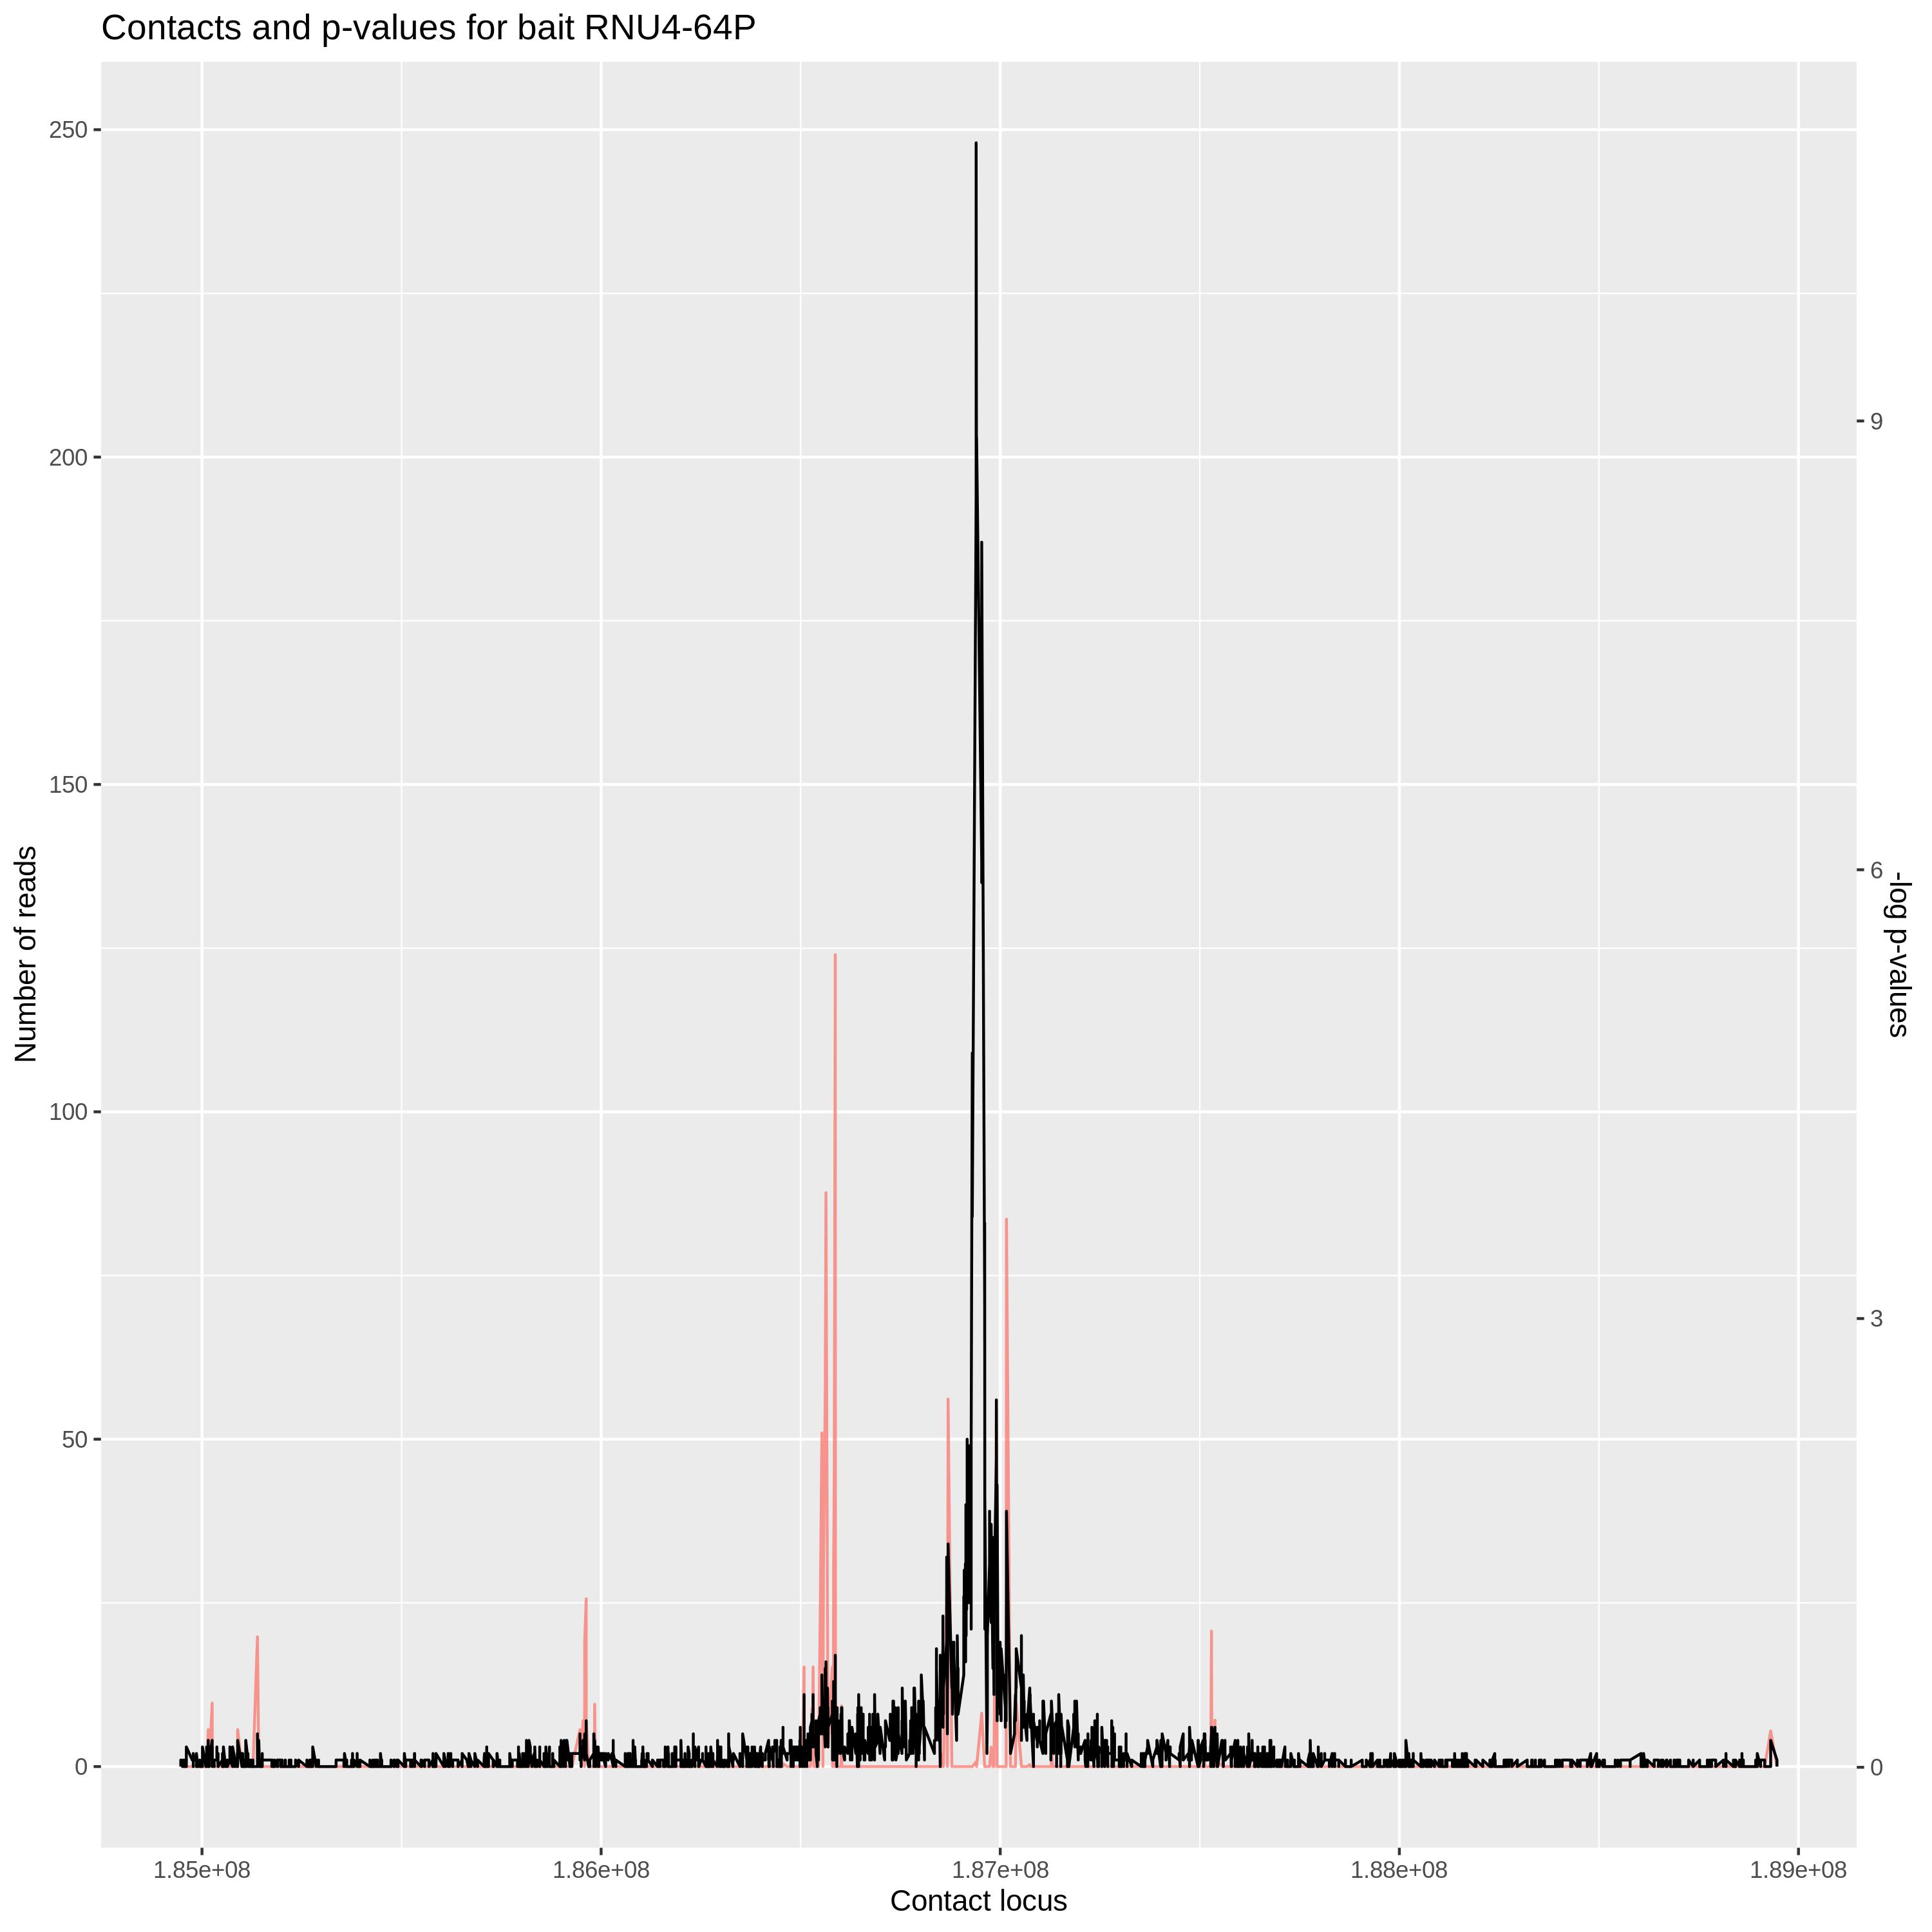 Contacts and p-values for bait RNU4-64P
250
200
150
100
50
0
Number of reads
9
6
3
0
-log p-values
1.85e+08
1.86e+08
1.87e+08
1.88e+08
1.89e+08
Contact locus